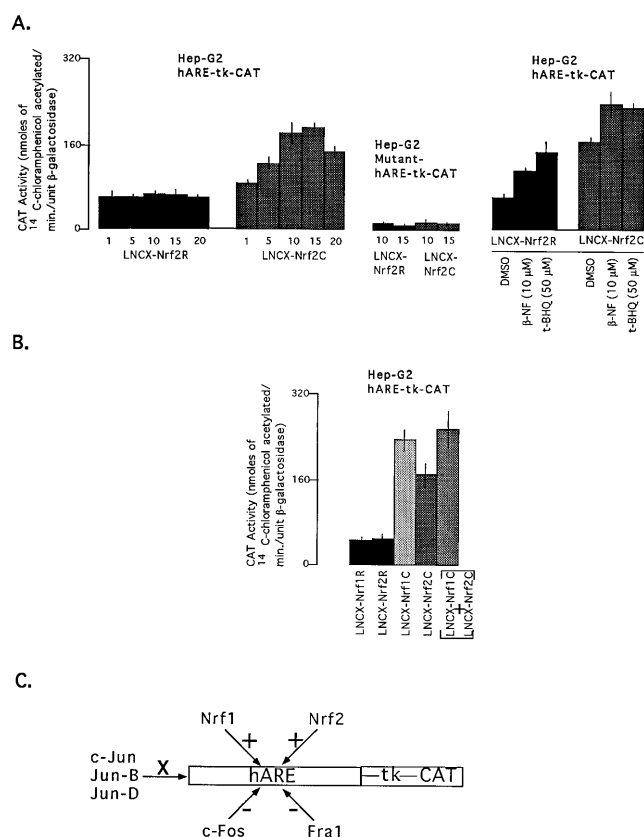 A.
Hep-G2
hARE-tk-CAT
CAT Activity (nmoles of
14 C-chloramphenicol acetylated/
min./unit β-galactosidase)
320
160
0
1 5 10 15 20
LNCX-Nrf2R
1 5 10 15 20
LNCX-Nrf2C
Hep-G2
Mutant-
hARE-tk-CAT
10 15 10 15
LNCX-
Nrf2R
LNCX-
Nrf2C
Hep-G2
hARE-tk-CAT
LNCX-Nrf2R
LNCX-Nrf2C
DMSO
β-NF (10 μM)
t-BHQ (50 μM)
DMSO
β-NF (10 μM)
t-BHQ (50 μM)
B.
Hep-G2
hARE-tk-CAT
CAT Activity (nmoles of
14 C-chloramphenicol acetylated/
min./unit β-galactosidase)
320
160
0
LNCX-Nrf1R
LNCX-Nrf2R
LNCX-Nrf1C
LNCX-Nrf2C
LNCX-Nrf1C
+
LNCX-Nrf2C
C.
Nrf1
Nrf2
+ +
c-Jun
Jun-B
Jun-D
X
hARE
tk
CAT
- -
c-Fos
Fra1